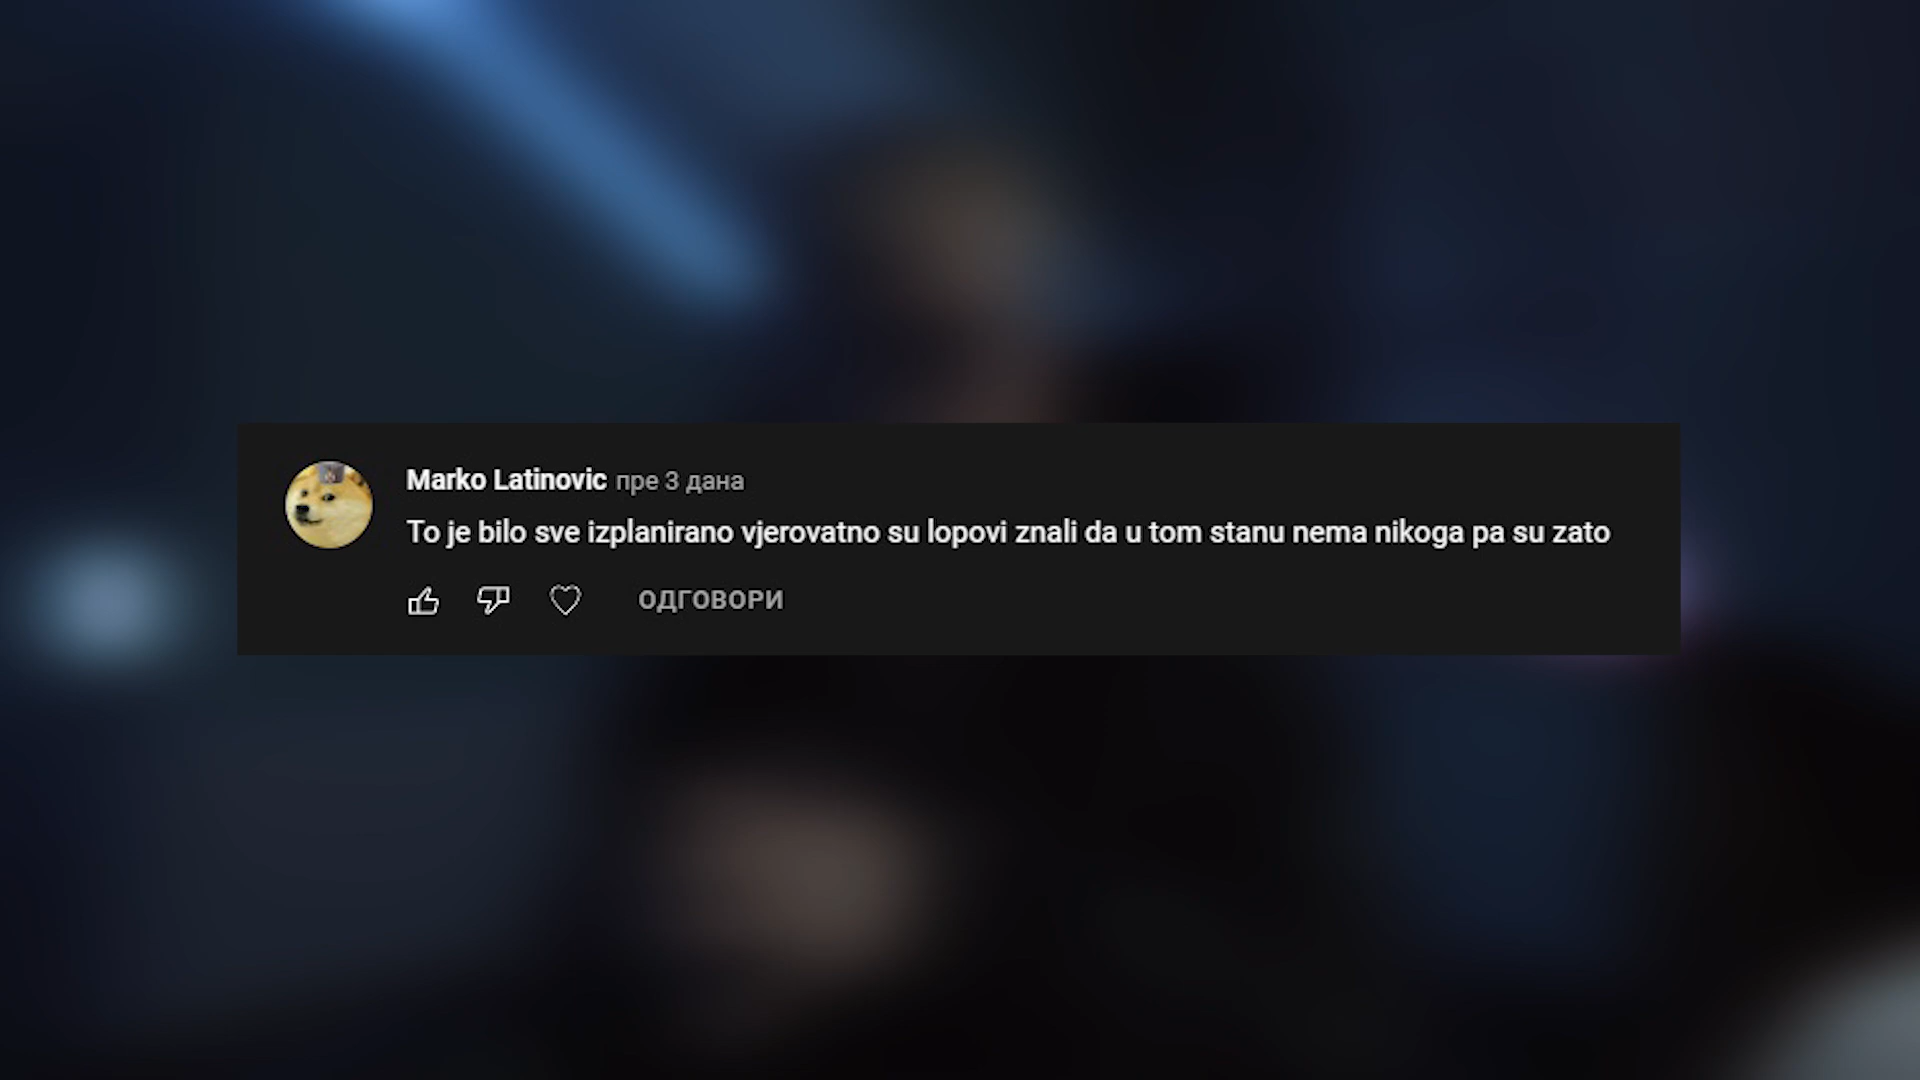 Marko Latinovic пре 3 дана
To je bilo sve izplanirano vjerovatno su lopovi znali da u tom stanu nema nikoga pa su zato
ОДГОВОРИ